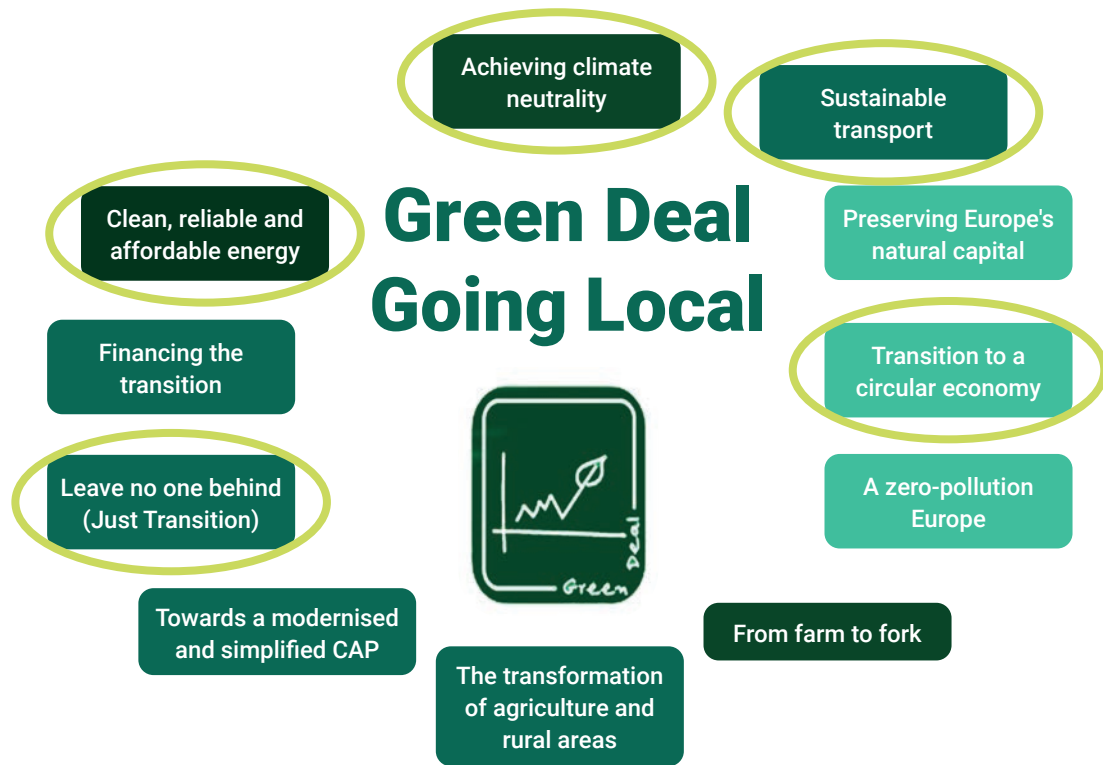 Achieving climate
neutrality
Sustainable
transport
Clean, reliable and
affordable energy
Green Deal
Going Local
Preserving Europe's
natural capital
Financing the
transition
Transition to a
circular economy
Leave no one behind
(Just Transition)
A zero-pollution
Europe
Deal
Green
Towards a modernised
and simplified CAP
From farm to fork
The transformation
of agriculture and
rural areas